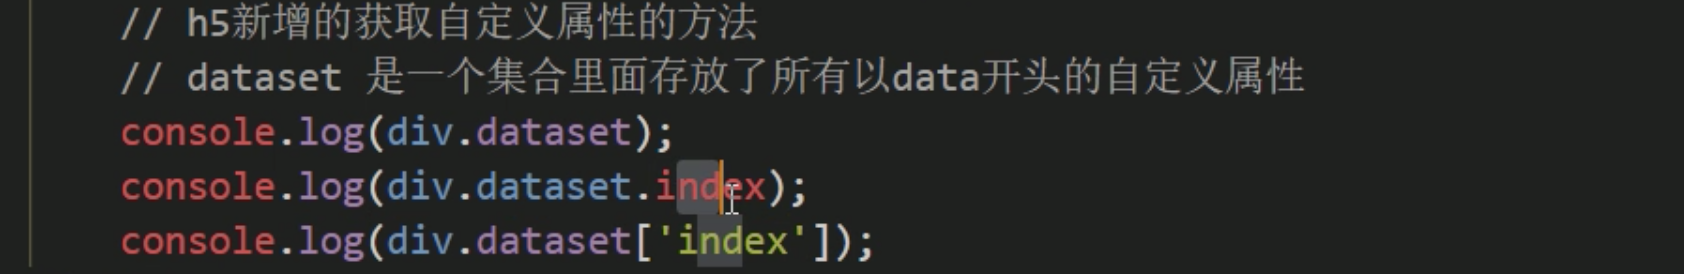 // h5新增的获取自定义属性的方法
// dataset 是一个集合里面存放了所有以data开头的自定义属性
console.log(div.dataset);
console.log(div.dataset.index);
console.log(div.dataset['index']);